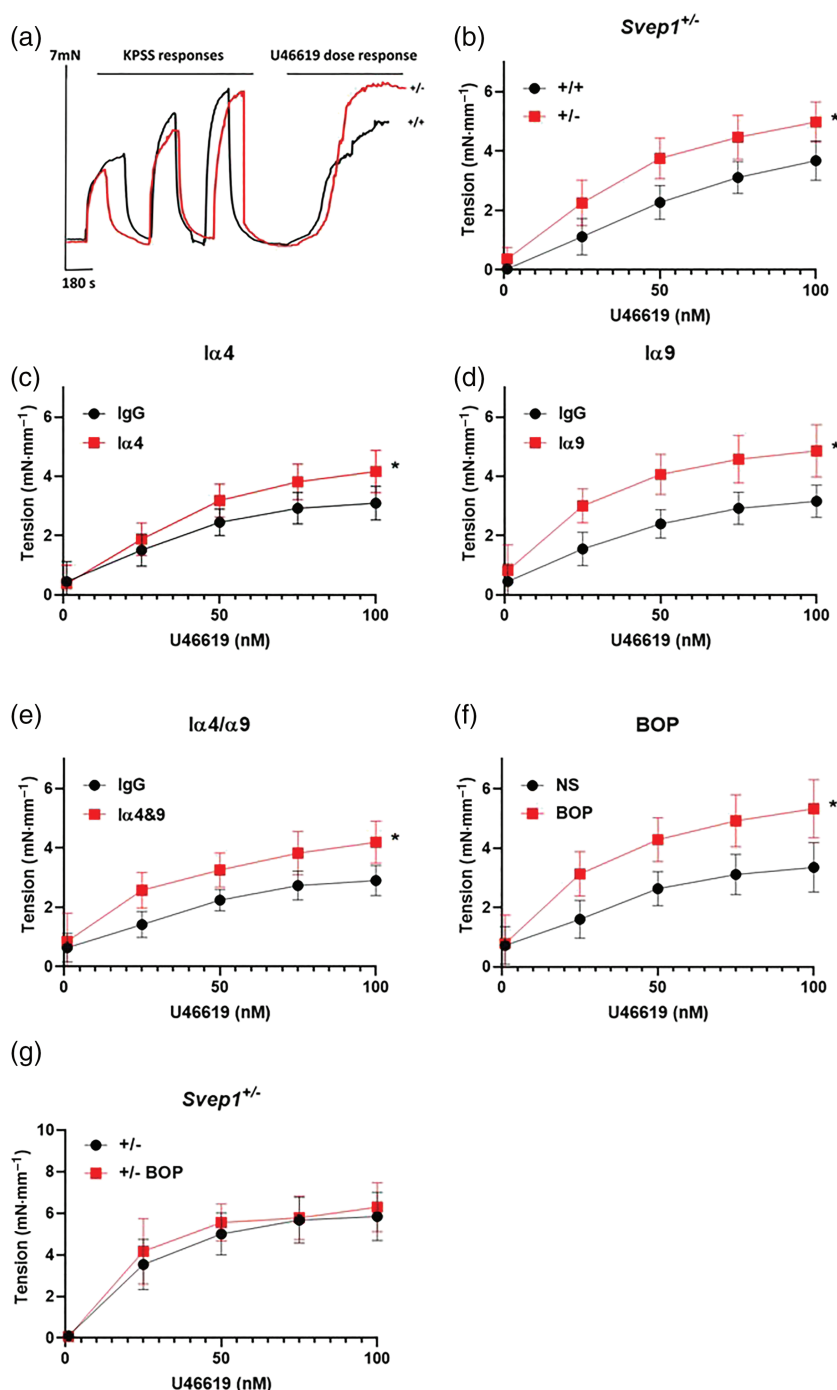 (a)
7mN KPSS responses U46619 dose response
+/-
+/+
180 s
(b)
Svep1+/-
+/+
+/-
Tension (mN·mm−1)
6
4
2
0
*
0 50 100
U46619 (nM)
(c)
Iα4
IgG
Iα4
Tension (mN·mm−1)
6
4
2
0
*
0 50 100
U46619 (nM)
(d)
Iα9
IgG
Iα9
Tension (mN·mm−1)
6
4
2
0
*
0 50 100
U46619 (nM)
(e)
Iα4/α9
IgG
Iα4&9
Tension (mN·mm−1)
6
4
2
0
*
0 50 100
U46619 (nM)
(f)
BOP
NS
BOP
Tension (mN·mm−1)
6
4
2
0
*
0 50 100
U46619 (nM)
(g)
Svep1+/-
+/-
+/- BOP
Tension (mN·mm−1)
10
8
6
4
2
0
0 50 100
U46619 (nM)